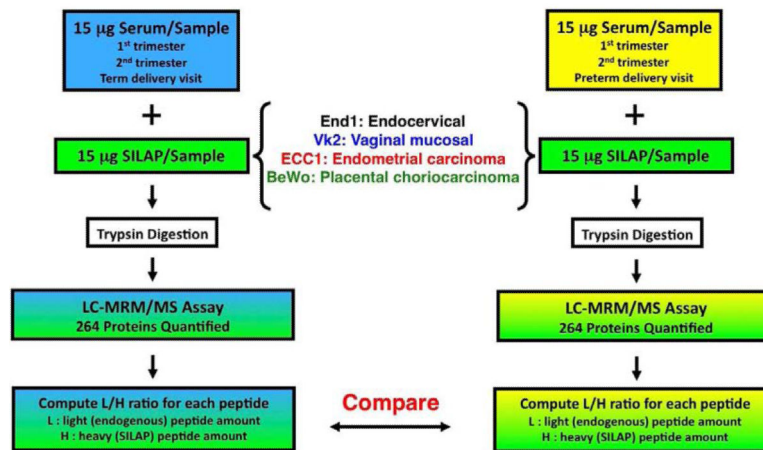 15 µg Serum/Sample
1st trimester
2nd trimester
Term delivery visit
+
15 µg SILAP/Sample
Trypsin Digestion
LC-MRM/MS Assay
264 Proteins Quantified
Compute L/H ratio for each peptide
L : light (endogenous) peptide amount
H : heavy (SILAP) peptide amount
End1: Endocervical
Vk2: Vaginal mucosal
ECC1: Endometrial carcinoma
BeWo: Placental choriocarcinoma
Compare
15 µg Serum/Sample
1st trimester
2nd trimester
Preterm delivery visit
+
15 µg SILAP/Sample
Trypsin Digestion
LC-MRM/MS Assay
264 Proteins Quantified
Compute L/H ratio for each peptide
L : light (endogenous) peptide amount
H : heavy (SILAP) peptide amount